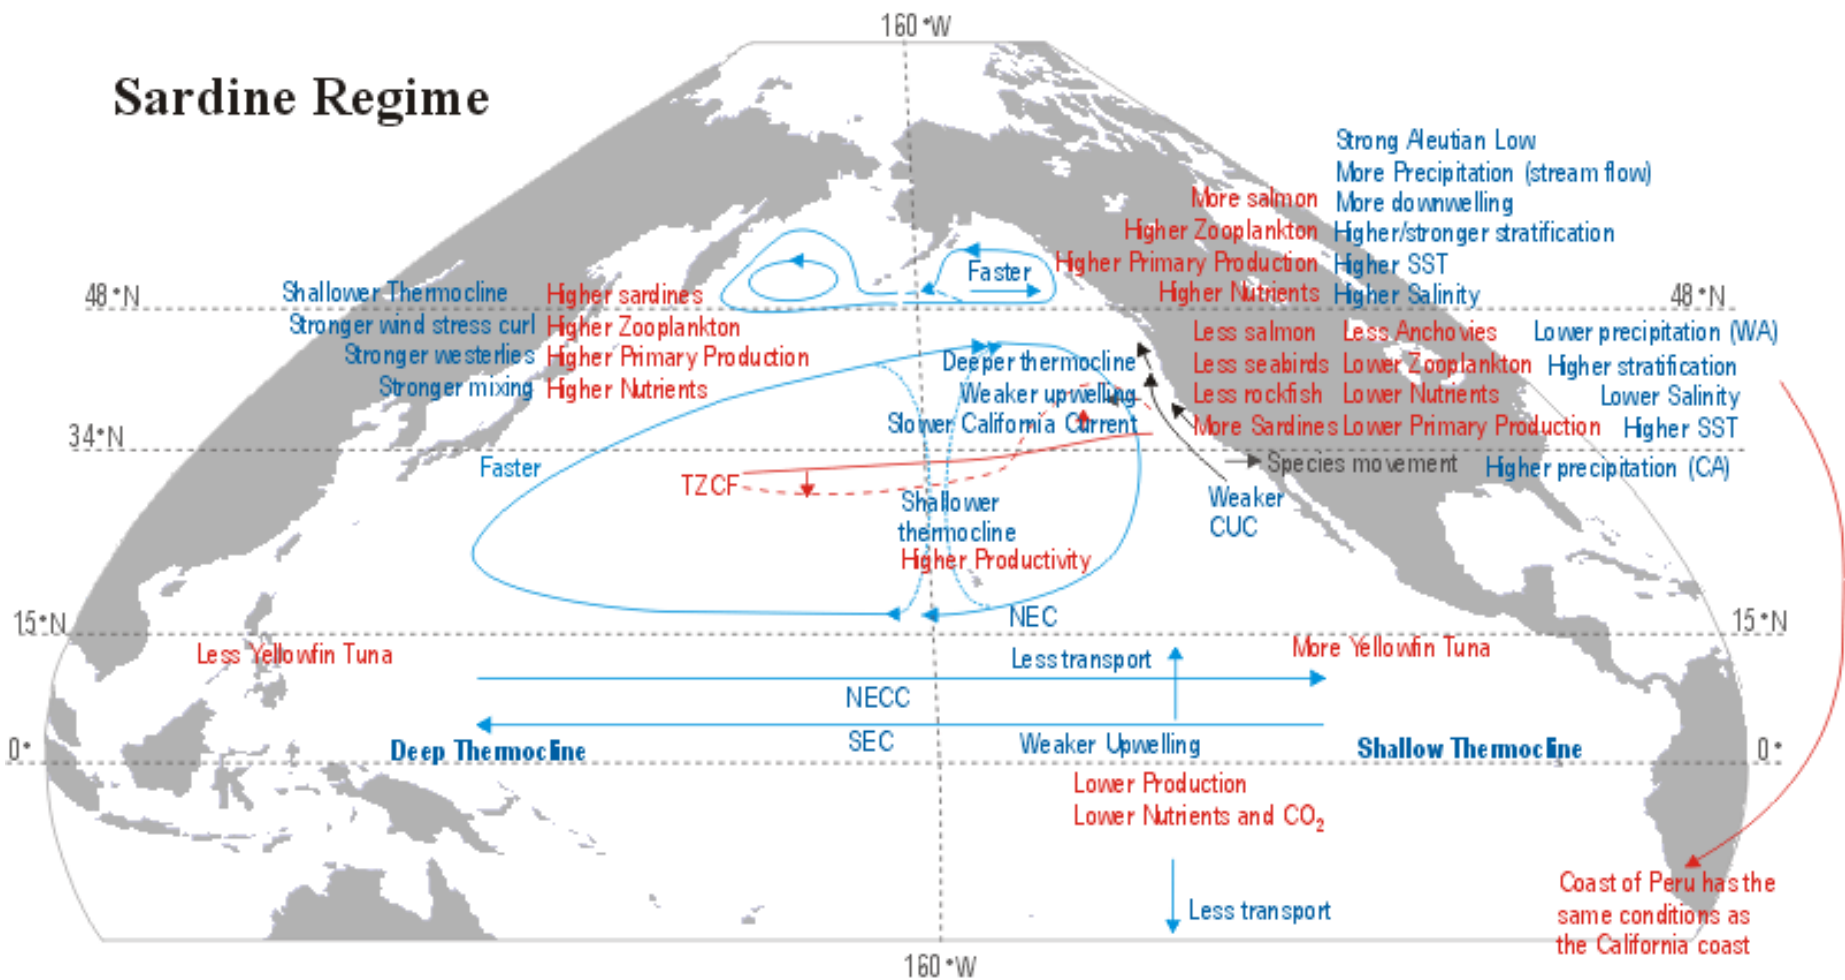 160 °W
Sardine Regime
Strong Aleutian Low
More Precipitation (stream flow)
More salmon More downwelling
Higher Zooplankton Higher/stronger stratification
Faster Higher Primary Production Higher SST
Higher Nutrients Higher Salinity
48 °N 48 °N
Shallower Thermocline Higher sardines
Stronger wind stress curl Higher Zooplankton
Stronger westerlies Higher Primary Production
Stronger mixing Higher Nutrients
Less salmon Less Anchovies Lower precipitation (WA)
Deeper thermocline Less seabirds Lower Zooplankton Higher stratification
Weaker upwelling Less rockfish Lower Nutrients Lower Salinity
Slower California Current More Sardines Lower Primary Production Higher SST
34 °N
Faster Species movement Higher precipitation (CA)
TZCF
Shallower
thermocline
Higher Productivity
Weaker
CUC
NEC
15 °N 15 °N
Less Yellowfin Tuna Less transport More Yellowfin Tuna
NECC
SEC
0° Deep Thermocline Weaker Upwelling Shallow Thermocline 0°
Lower Production
Lower Nutrients and CO₂
Less transport
Coast of Peru has the
same conditions as
the California coast
160 °W